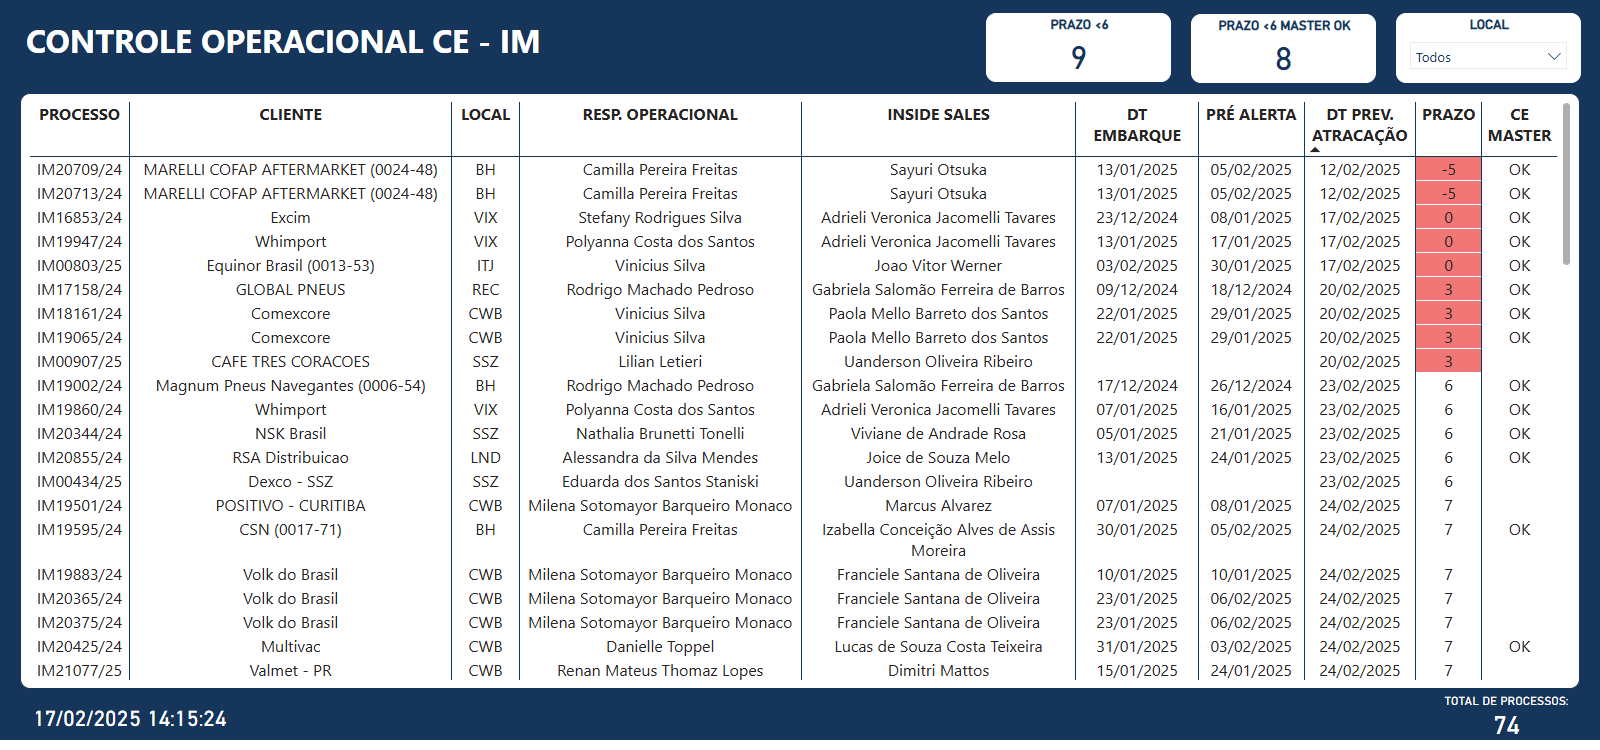 CONTROLE OPERACIONAL CE - IM
PRAZO <6
9
PRAZO <6 MASTER OK
8
LOCAL
Todos
PROCESSO CLIENTE LOCAL RESP. OPERACIONAL INSIDE SALES DT EMBARQUE PRÉ ALERTA DT PREV. ATRACAÇÃO PRAZO CE MASTER
IM20709/24 MARELLI COFAP AFTERMARKET (0024-48) BH Camilla Pereira Freitas Sayuri Otsuka 13/01/2025 05/02/2025 12/02/2025 -5 OK
IM20713/24 MARELLI COFAP AFTERMARKET (0024-48) BH Camilla Pereira Freitas Sayuri Otsuka 13/01/2025 05/02/2025 12/02/2025 -5 OK
IM16853/24 Excim VIX Stefany Rodrigues Silva Adrieli Veronica Jacomelli Tavares 23/12/2024 08/01/2025 17/02/2025 0 OK
IM19947/24 Whimport VIX Polyanna Costa dos Santos Adrieli Veronica Jacomelli Tavares 13/01/2025 17/01/2025 17/02/2025 0 OK
IM00803/25 Equinor Brasil (0013-53) ITJ Vinicius Silva Joao Vitor Werner 03/02/2025 30/01/2025 17/02/2025 0 OK
IM17158/24 GLOBAL PNEUS REC Rodrigo Machado Pedroso Gabriela Salomão Ferreira de Barros 09/12/2024 18/12/2024 20/02/2025 3 OK
IM18161/24 Comexcore CWB Vinicius Silva Paola Mello Barreto dos Santos 22/01/2025 29/01/2025 20/02/2025 3 OK
IM19065/24 Comexcore CWB Vinicius Silva Paola Mello Barreto dos Santos 22/01/2025 29/01/2025 20/02/2025 3 OK
IM00907/25 CAFE TRES CORACOES SSZ Lilian Letieri Uanderson Oliveira Ribeiro 20/02/2025 3
IM19002/24 Magnum Pneus Navegantes (0006-54) BH Rodrigo Machado Pedroso Gabriela Salomão Ferreira de Barros 17/12/2024 26/12/2024 23/02/2025 6 OK
IM19860/24 Whimport VIX Polyanna Costa dos Santos Adrieli Veronica Jacomelli Tavares 07/01/2025 16/01/2025 23/02/2025 6 OK
IM20344/24 NSK Brasil SSZ Nathalia Brunetti Tonelli Viviane de Andrade Rosa 05/01/2025 21/01/2025 23/02/2025 6 OK
IM20855/24 RSA Distribuicao LND Alessandra da Silva Mendes Joice de Souza Melo 13/01/2025 24/01/2025 23/02/2025 6 OK
IM00434/25 Dexco - SSZ SSZ Eduarda dos Santos Staniski Uanderson Oliveira Ribeiro 23/02/2025 6
IM19501/24 POSITIVO - CURITIBA CWB Milena Sotomayor Barqueiro Monaco Marcus Alvarez 07/01/2025 08/01/2025 24/02/2025 7
IM19595/24 CSN (0017-71) BH Camilla Pereira Freitas Izabella Conceição Alves de Assis Moreira 30/01/2025 05/02/2025 24/02/2025 7 OK
IM19883/24 Volk do Brasil CWB Milena Sotomayor Barqueiro Monaco Franciele Santana de Oliveira 10/01/2025 10/01/2025 24/02/2025 7
IM20365/24 Volk do Brasil CWB Milena Sotomayor Barqueiro Monaco Franciele Santana de Oliveira 23/01/2025 06/02/2025 24/02/2025 7
IM20375/24 Volk do Brasil CWB Milena Sotomayor Barqueiro Monaco Franciele Santana de Oliveira 23/01/2025 06/02/2025 24/02/2025 7
IM20425/24 Multivac CWB Danielle Toppel Lucas de Souza Costa Teixeira 31/01/2025 03/02/2025 24/02/2025 7 OK
IM21077/25 Valmet - PR CWB Renan Mateus Thomaz Lopes Dimitri Mattos 15/01/2025 24/01/2025 24/02/2025 7
17/02/2025 14:15:24
TOTAL DE PROCESSOS:
74